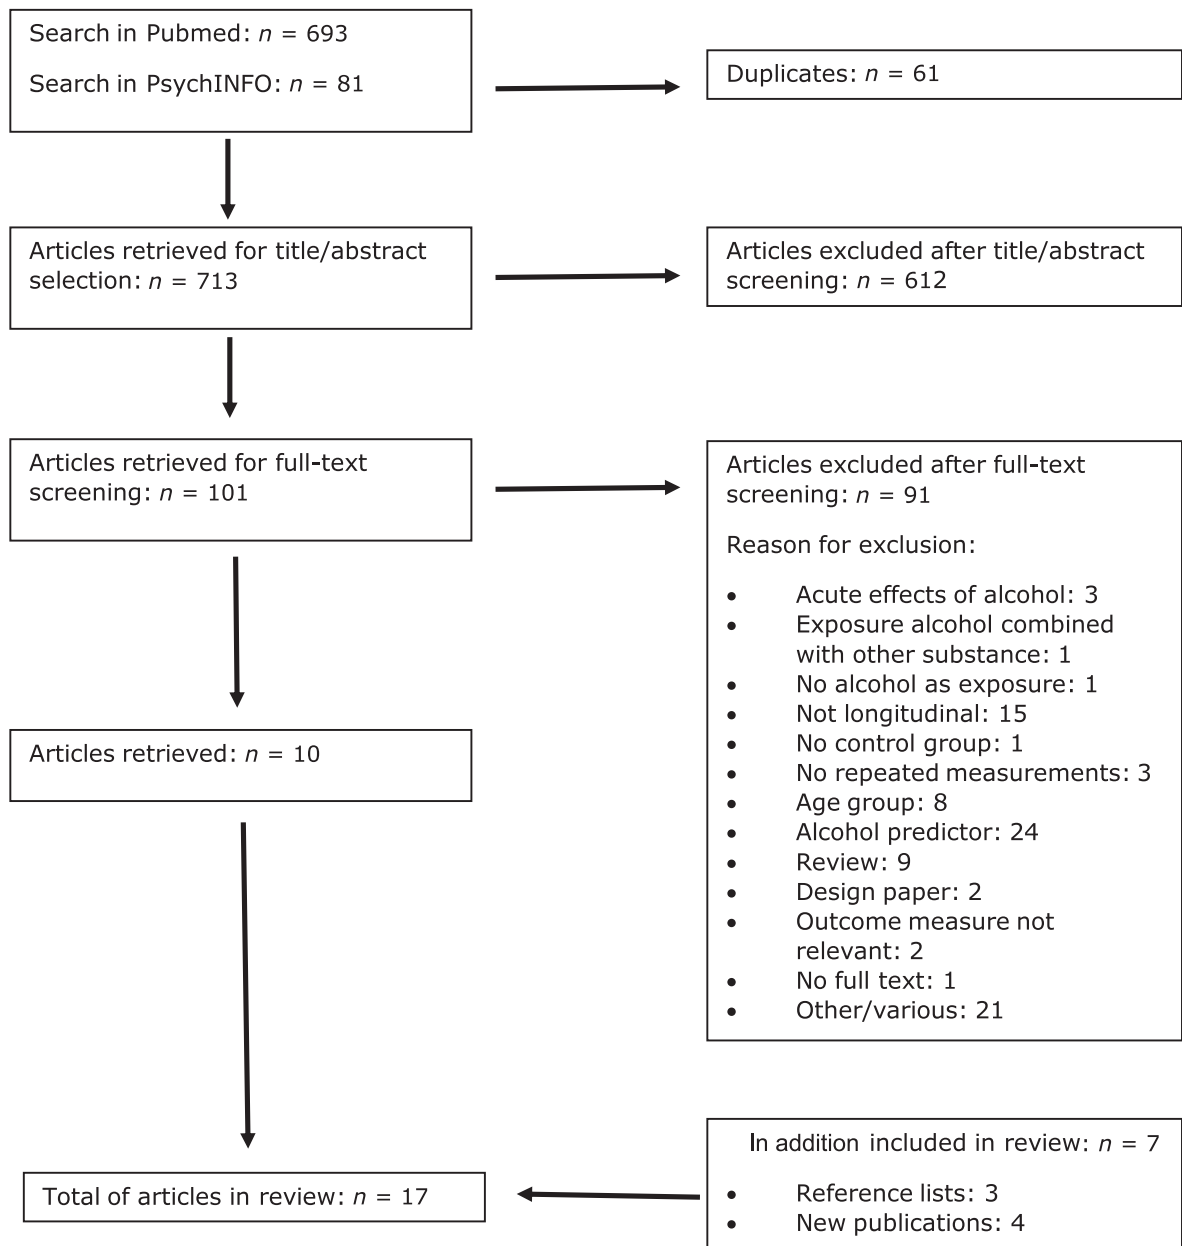 Search in Pubmed: n = 693
Search in PsychINFO: n = 81
Duplicates: n = 61
Articles retrieved for title/abstract
selection: n = 713
Articles excluded after title/abstract
screening: n = 612
Articles retrieved for full-text
screening: n = 101
Articles excluded after full-text
screening: n = 91
Reason for exclusion:
• Acute effects of alcohol: 3
• Exposure alcohol combined
with other substance: 1
• No alcohol as exposure: 1
• Not longitudinal: 15
• No control group: 1
• No repeated measurements: 3
• Age group: 8
• Alcohol predictor: 24
• Review: 9
• Design paper: 2
• Outcome measure not
relevant: 2
• No full text: 1
• Other/various: 21
Articles retrieved: n = 10
In addition included in review: n = 7
• Reference lists: 3
• New publications: 4
Total of articles in review: n = 17